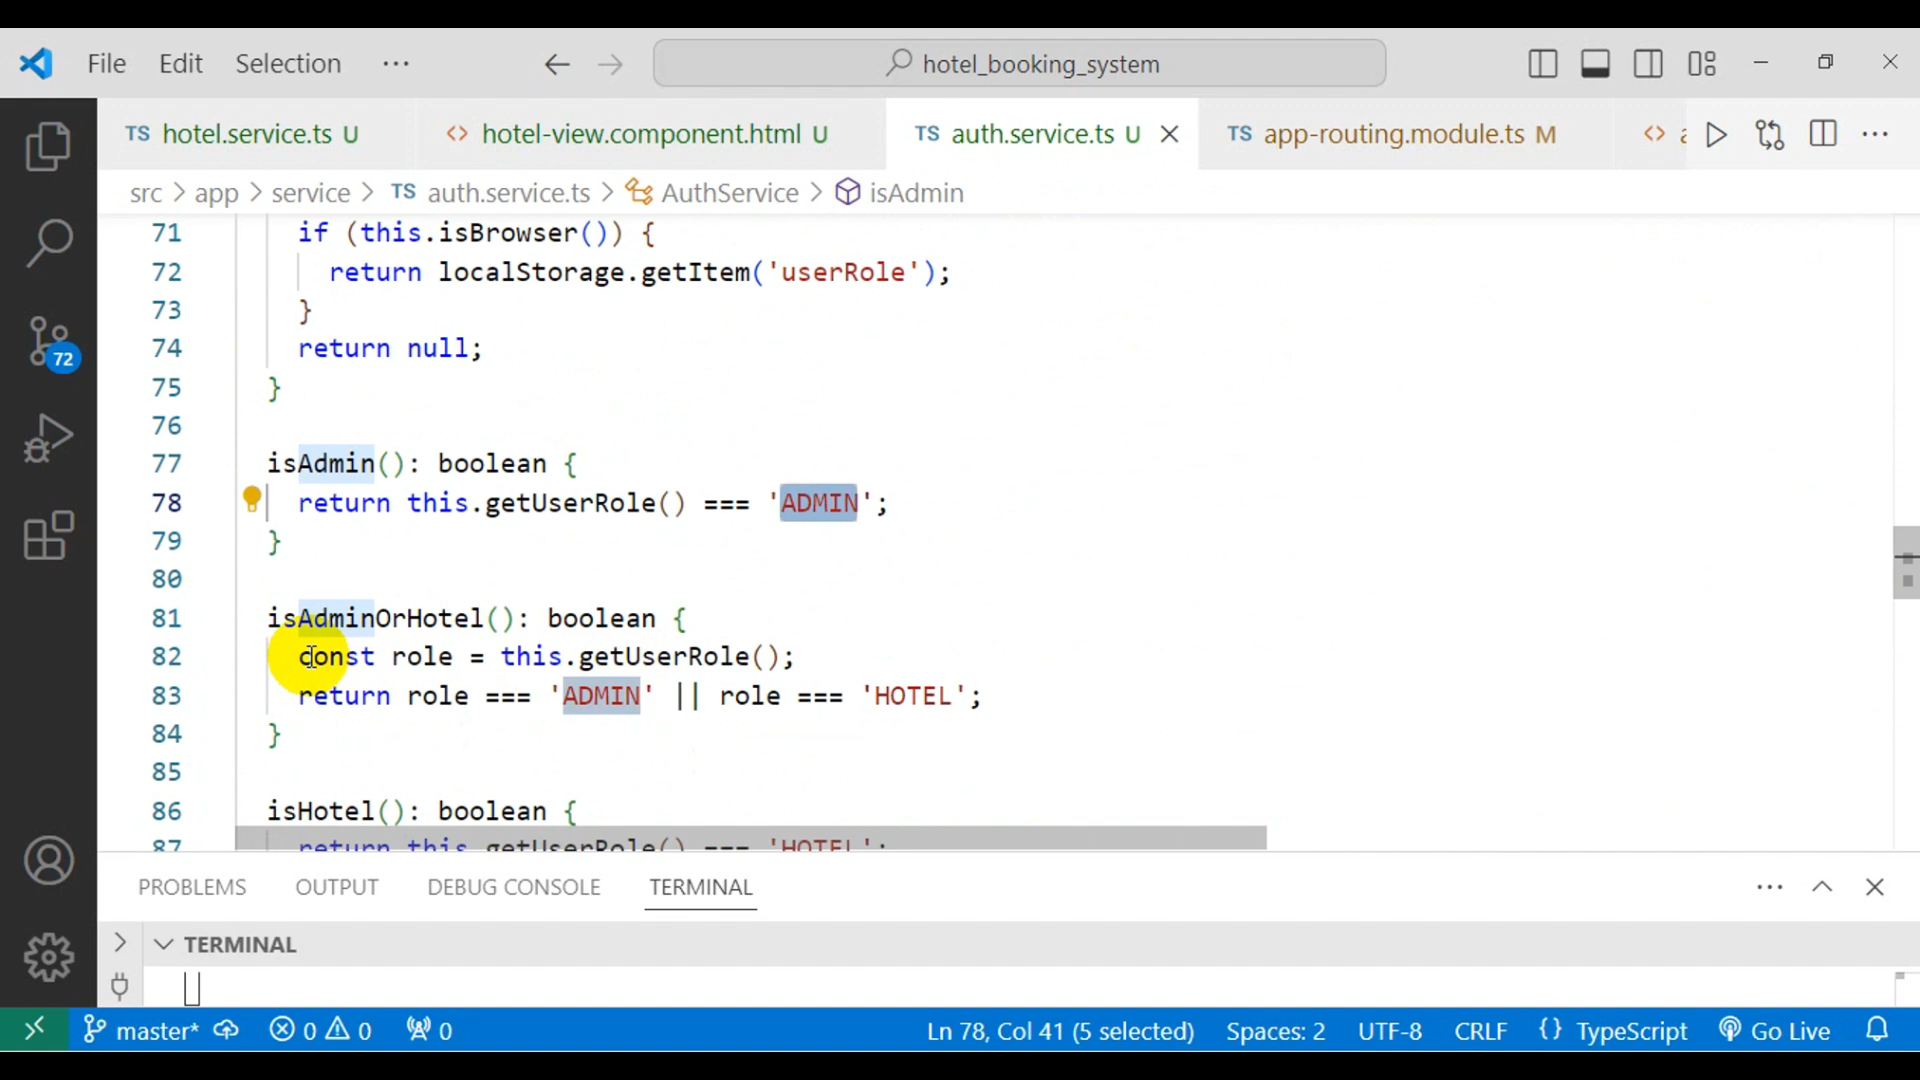 File Edit Selection ··· hotel_booking_system
TS hotel.service.ts U <> hotel-view.component.html U TS auth.service.ts U TS app-routing.module.ts M <> a
src > app > service > TS auth.service.ts > AuthService > isAdmin
71 if (this.isBrowser()) {
72 return localStorage.getItem('userRole');
73 }
74 return null;
75 }
76
77 isAdmin(): boolean {
78 return this.getUserRole() === 'ADMIN';
79 }
80
81 isAdminOrHotel(): boolean {
82 const role = this.getUserRole();
83 return role === 'ADMIN' || role === 'HOTEL';
84 }
85
86 isHotel(): boolean {
87 return this.getUserRole() === 'HOTEL';
72
PROBLEMS OUTPUT DEBUG CONSOLE TERMINAL
TERMINAL
master* 0 0 0 Ln 78, Col 41 (5 selected) Spaces: 2 UTF-8 CRLF {} TypeScript Go Live